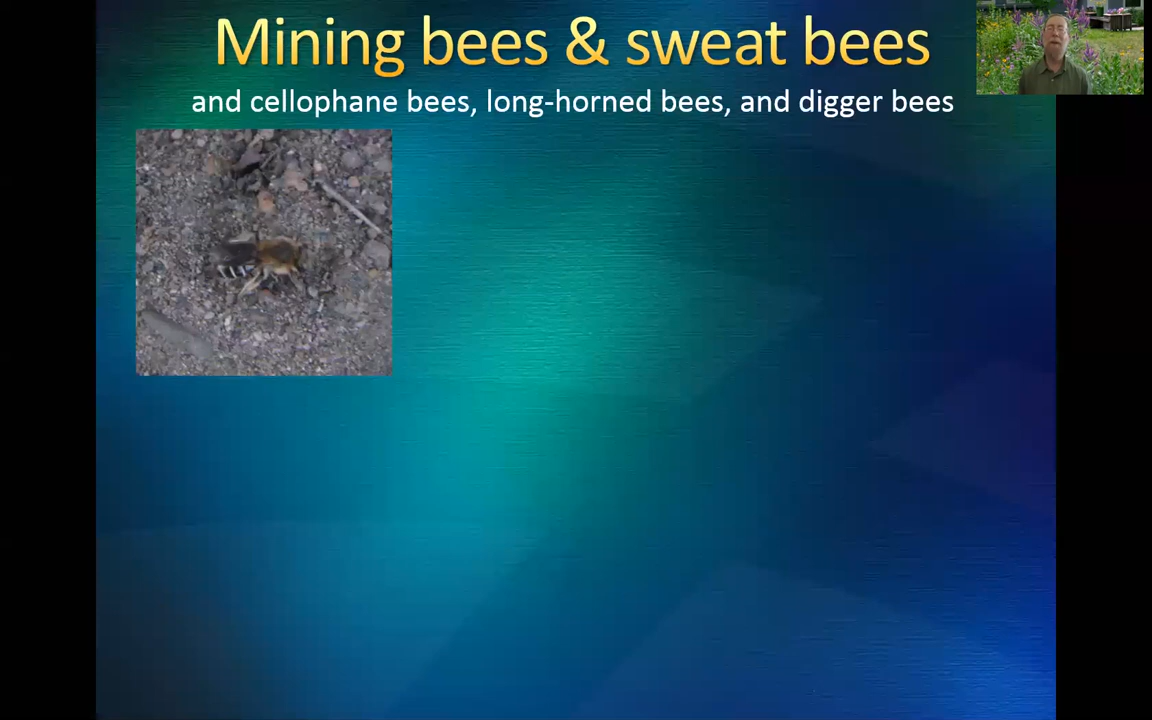 Mining bees & sweat bees
and cellophane bees, long-horned bees, and digger bees